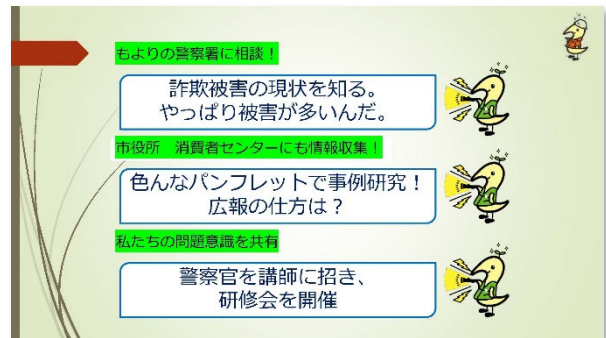 もよりの警察署に相談！
詐欺被害の現状を知る。
やっぱり被害が多いんだ。
市役所　消費者センターにも情報収集！
色んなパンフレットで事例研究！
広報の仕方は？
私たちの問題意識を共有
警察官を講師に招き、
研修会を開催